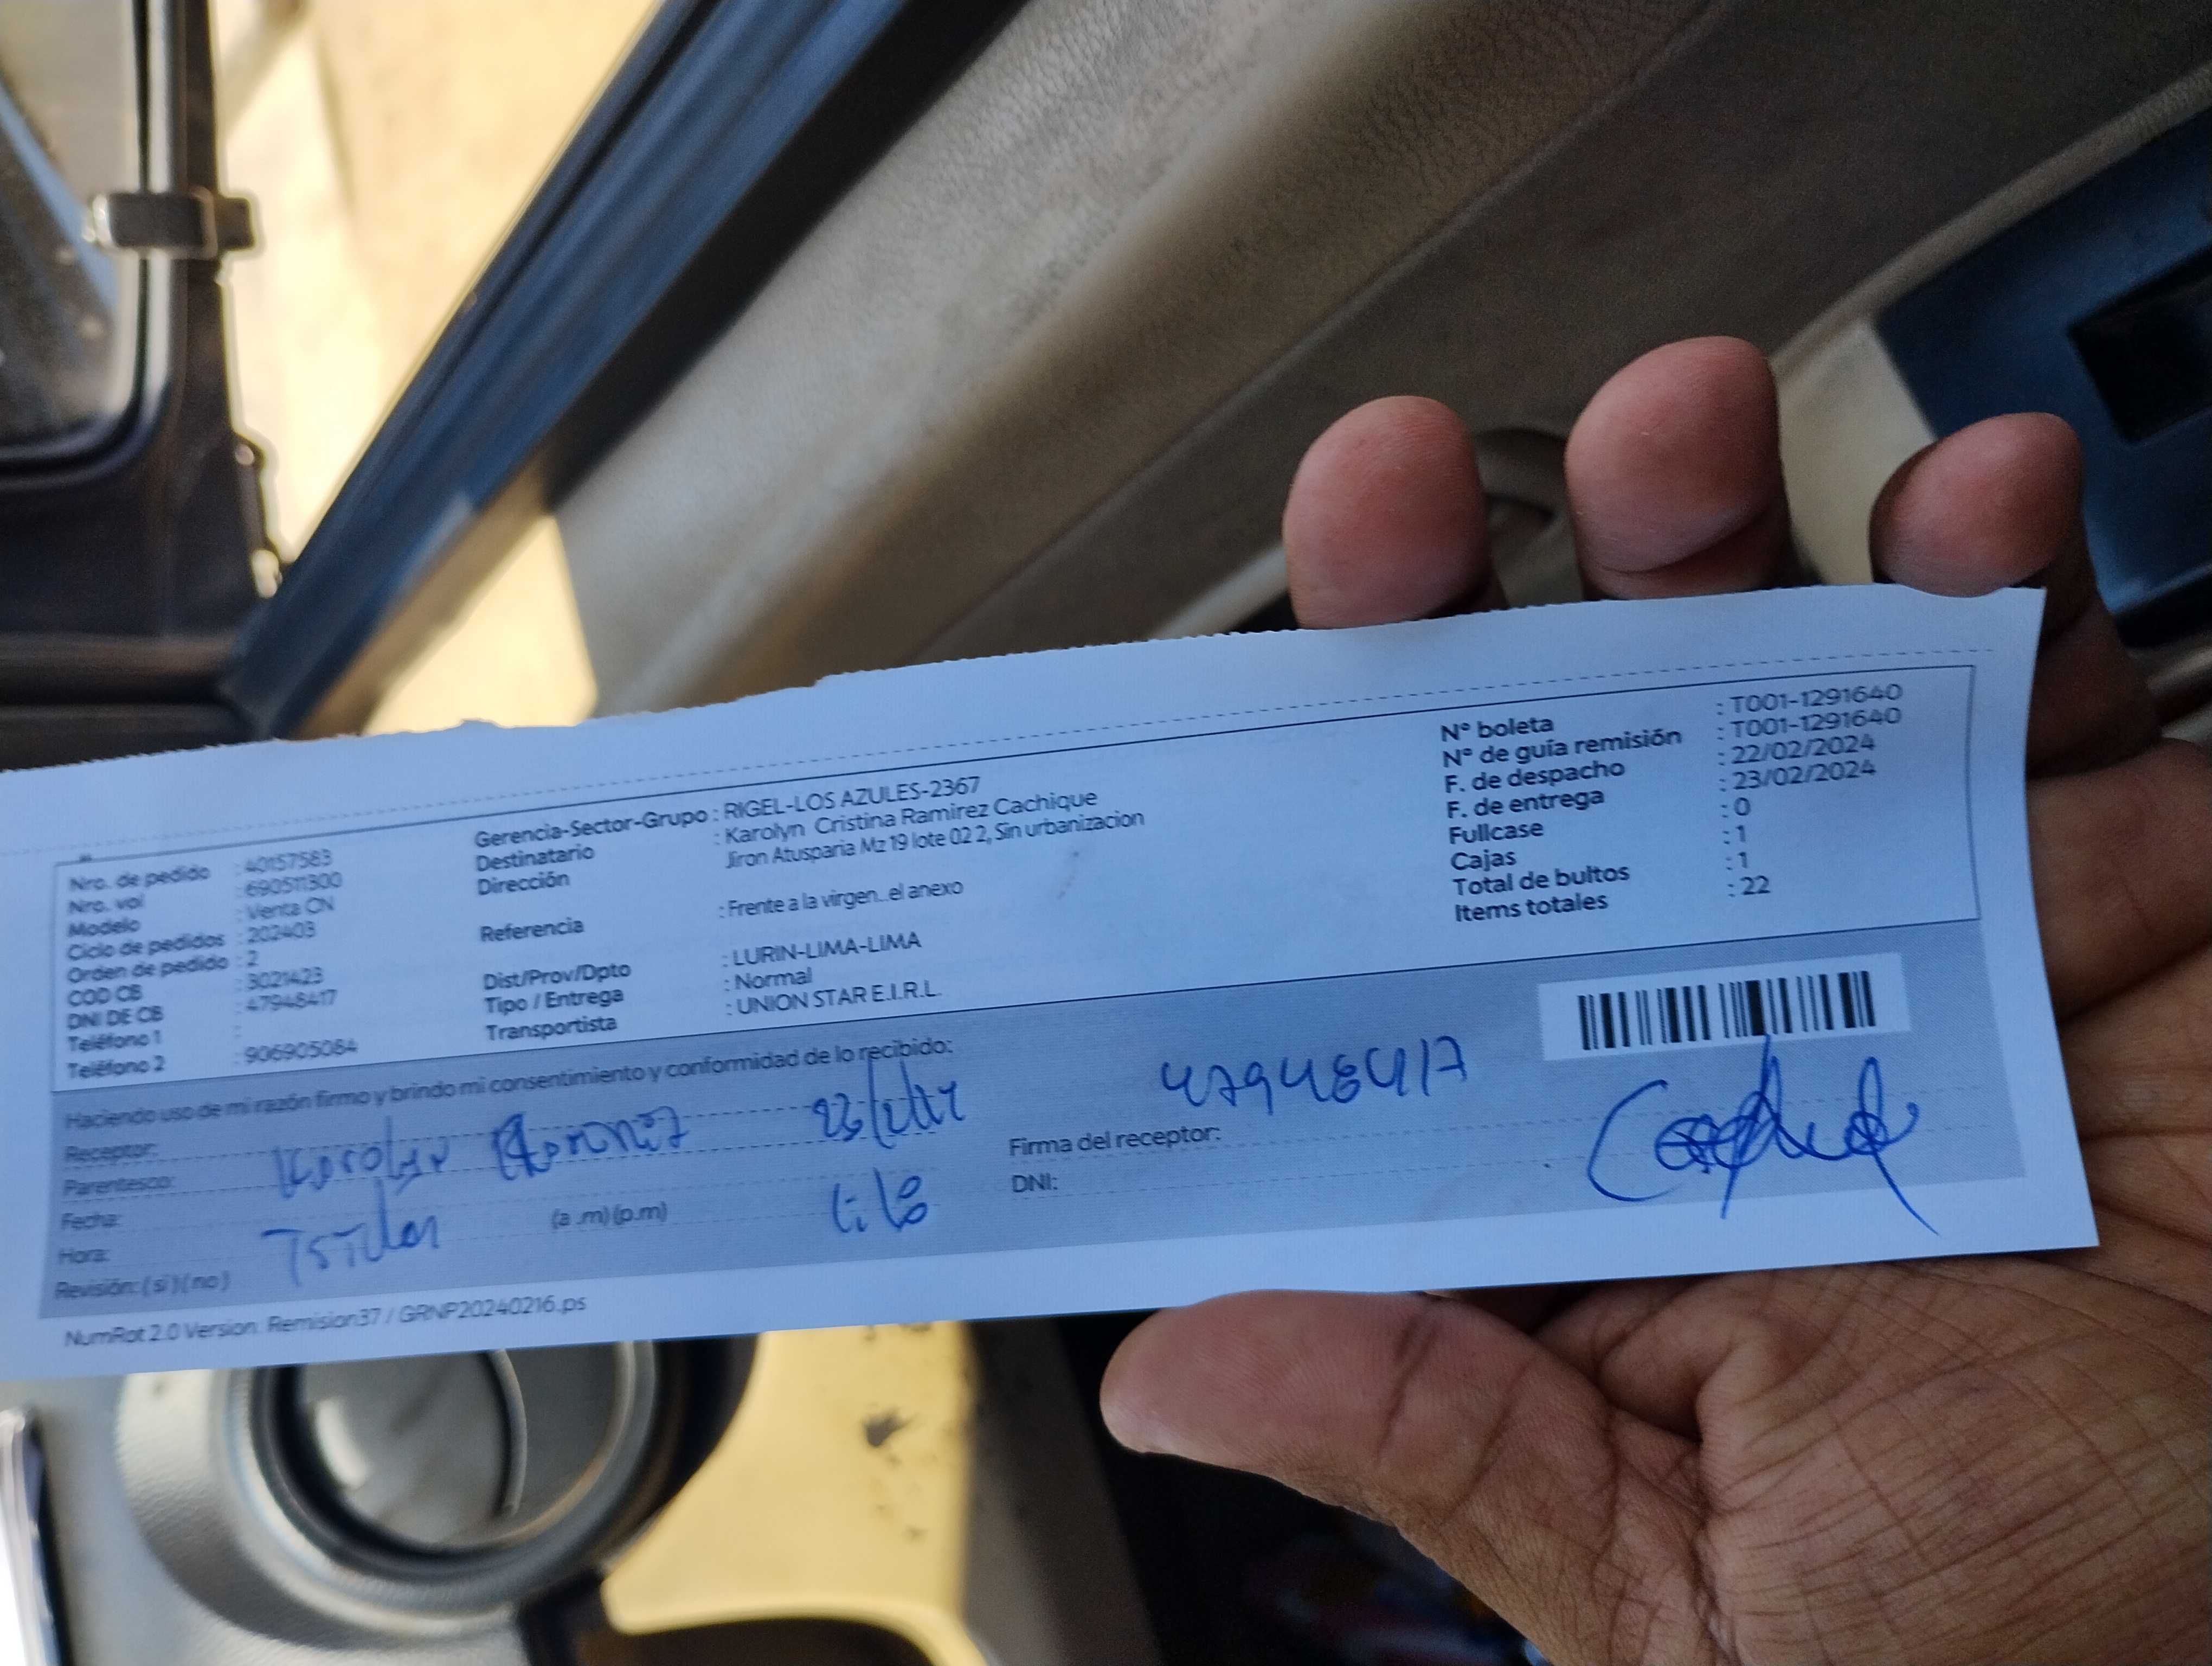 Nro. de pedido : 40157583
Nro. vol : 690511300
Modelo : Venta CN
Ciclo de pedidos : 202403
Orden de pedido : 2
COD CB : 3021423
DNI DE CB : 47948417
Teléfono 1 :
Teléfono 2 : 906905084
Gerencia-Sector-Grupo : RIGEL-LOS AZULES-2367
Destinatario : Karolyn Cristina Ramirez Cachique
Dirección Jiron Atusparia Mz 19 lote 02 2, Sin urbanizacion
Referencia : Frente a la virgen...el anexo
Dist/Prov/Dpto : LURIN-LIMA-LIMA
Tipo / Entrega : Normal
Transportista : UNION STAR E.I.R.L.
N° boleta : T001-1291640
N° de guía remisión : T001-1291640
F. de despacho : 22/02/2024
F. de entrega : 23/02/2024
Fullcase : 0
Cajas : 1
Total de bultos : 1
Items totales : 22
Haciendo uso de mi razón firmo y brindo mi consentimiento y conformidad de lo recibido:
Receptor: Karolyn
Parentesco:
Fecha:
Hora: (a .m) (p.m)
Revisión: ( si ) ( no )
Firma del receptor: 47948417
DNI:
NumRot 2.0 Version: Remision37 / GRNP20240216.ps